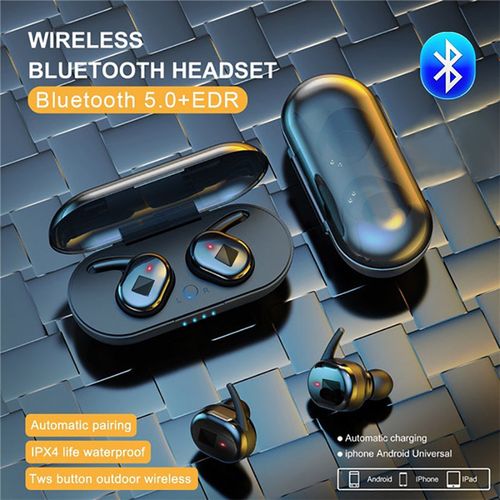 WIRELESS
BLUETOOTH HEADSET
Bluetooth 5.0+EDR
L R
Automatic pairing
IPX4 life waterproof
Tws button outdoor wireless
Automatic charging
iphone Android Universal
Android IPhone IPad